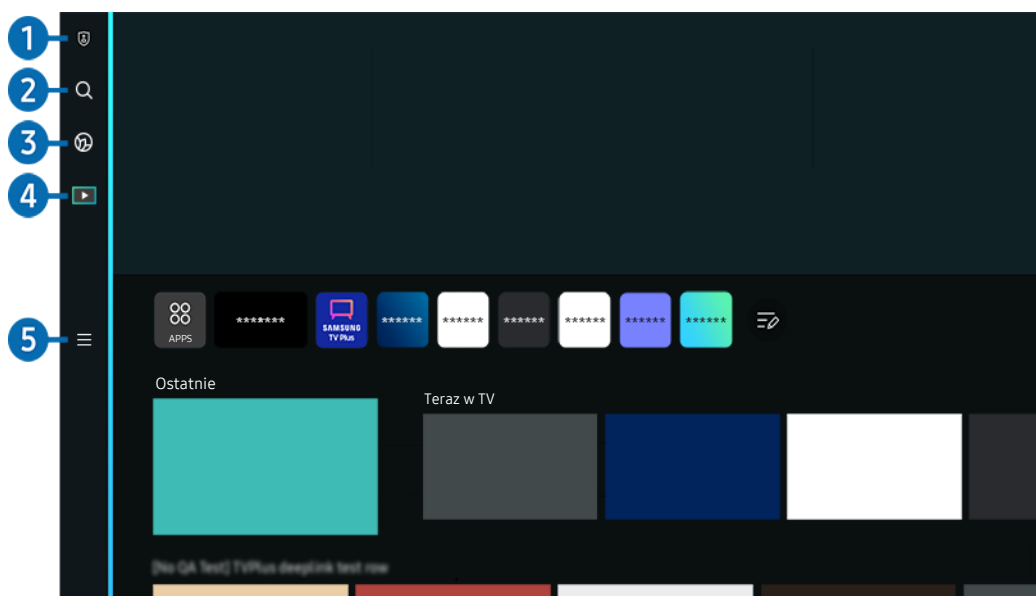 1
2
3
4
5
APPS
*******
SAMSUNG
TV Plus
******
******
******
******
******
******
Ostatnie
Teraz w TV
[No QA Test] TVPlus deeplink test row